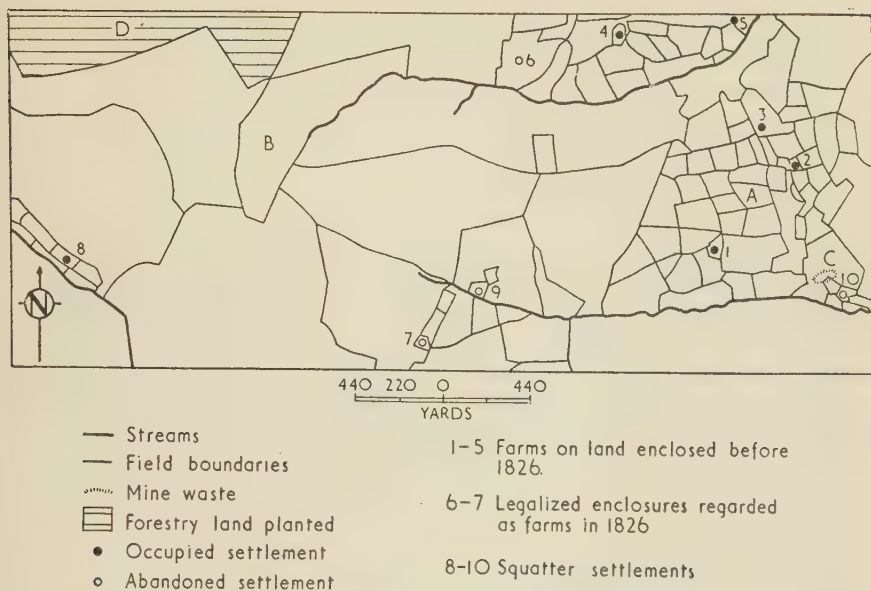 D
4
5
6
B
3
2
A
8
1
C
10
9
N
7
440 220 0 440
YARDS
Streams
Field boundaries
Mine waste
Forestry land planted
Occupied settlement
Abandoned settlement
1-5 Farms on land enclosed before
1826.
6-7 Legalized enclosures regarded
as farms in 1826
8-10 Squatter settlements